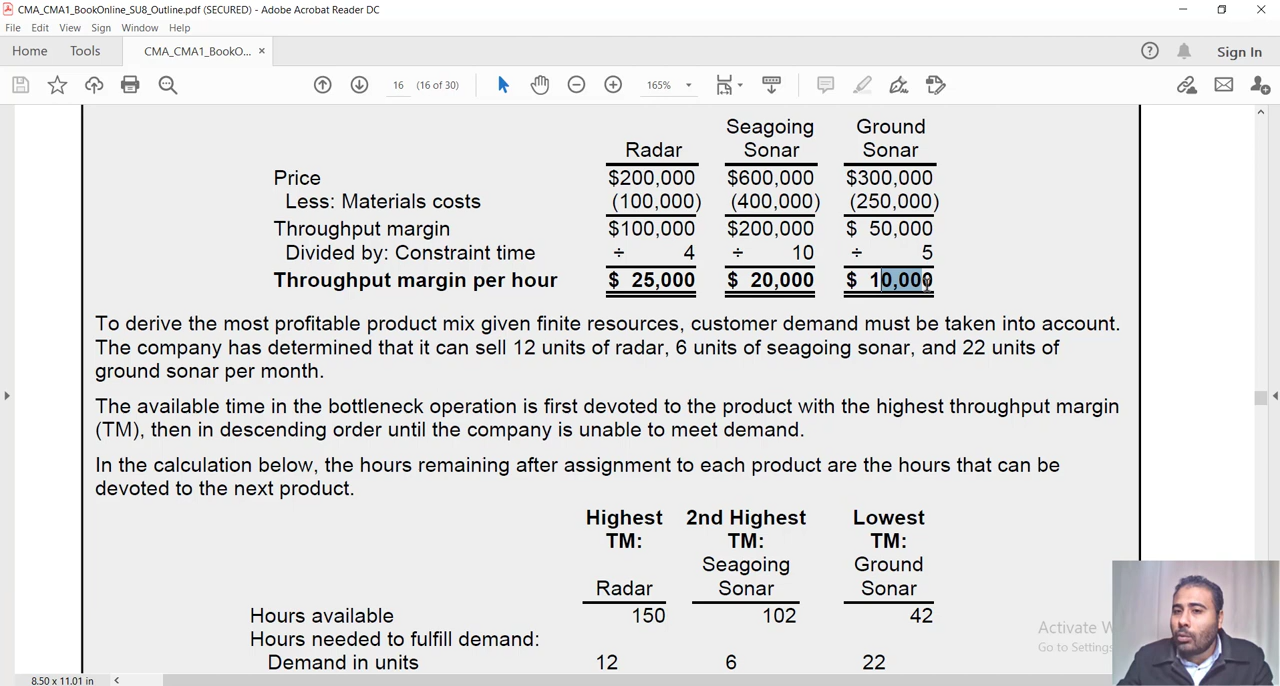 CMA_CMA1_BookOnline_SU8_Outline.pdf (SECURED) - Adobe Acrobat Reader DC
File Edit View Sign Window Help
Home Tools CMA_CMA1_BookO... × ? Sign In
16 (16 of 30) 165%
Seagoing Ground
Radar Sonar Sonar
Price $200,000 $600,000 $300,000
Less: Materials costs (100,000) (400,000) (250,000)
Throughput margin $100,000 $200,000 $ 50,000
Divided by: Constraint time ÷ 4 ÷ 10 ÷ 5
Throughput margin per hour $ 25,000 $ 20,000 $ 10,000
To derive the most profitable product mix given finite resources, customer demand must be taken into account.
The company has determined that it can sell 12 units of radar, 6 units of seagoing sonar, and 22 units of
ground sonar per month.
The available time in the bottleneck operation is first devoted to the product with the highest throughput margin
(TM), then in descending order until the company is unable to meet demand.
In the calculation below, the hours remaining after assignment to each product are the hours that can be
devoted to the next product.
Highest 2nd Highest Lowest
TM: TM: TM:
Seagoing Ground
Radar Sonar Sonar
Hours available 150 102 42
Hours needed to fulfill demand:
Demand in units 12 6 22
Activate W
Go to Settings
8.50 x 11.01 in